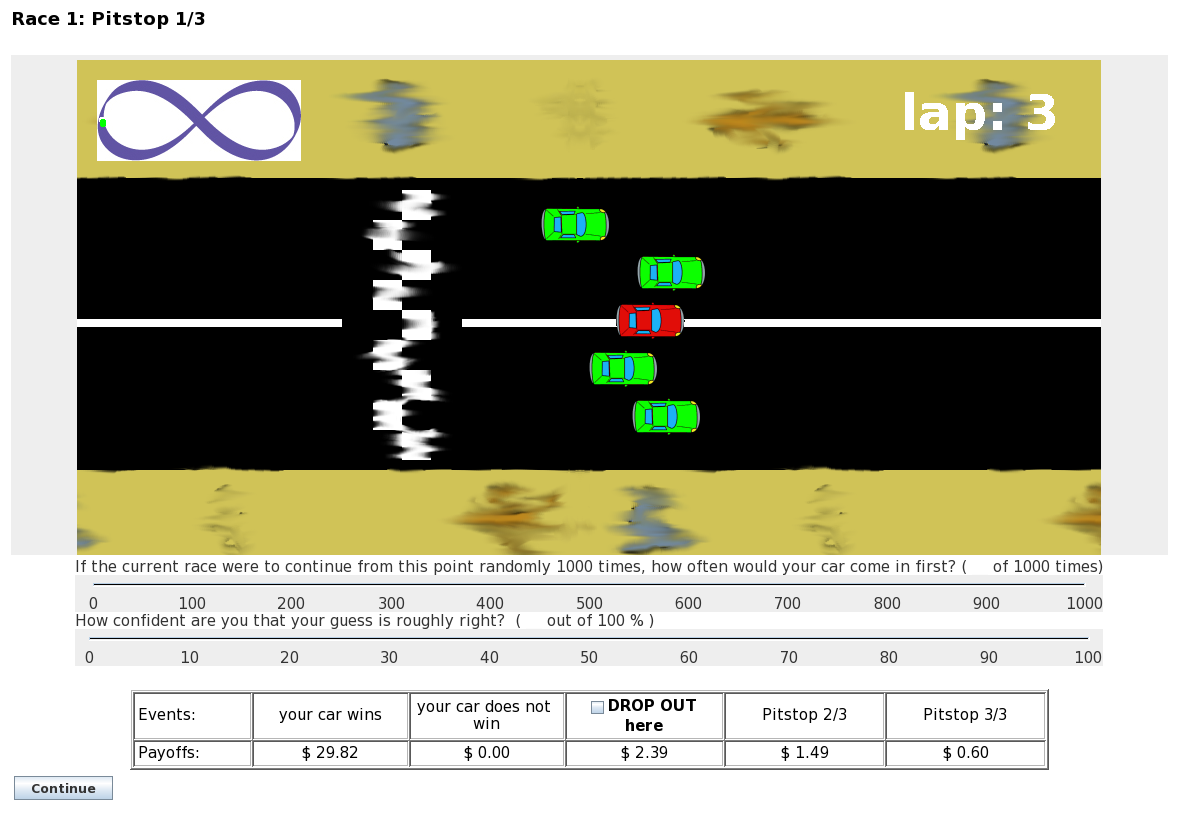 Race 1: Pitstop 1/3
lap: 3
If the current race were to continue from this point randomly 1000 times, how often would your car come in first? (     of 1000 times)
0 100 200 300 400 500 600 700 800 900 1000
How confident are you that your guess is roughly right?  (     out of 100 % )
0 10 20 30 40 50 60 70 80 90 100
Events: your car wins your car does not win DROP OUT here Pitstop 2/3 Pitstop 3/3
Payoffs: $ 29.82 $ 0.00 $ 2.39 $ 1.49 $ 0.60
Continue